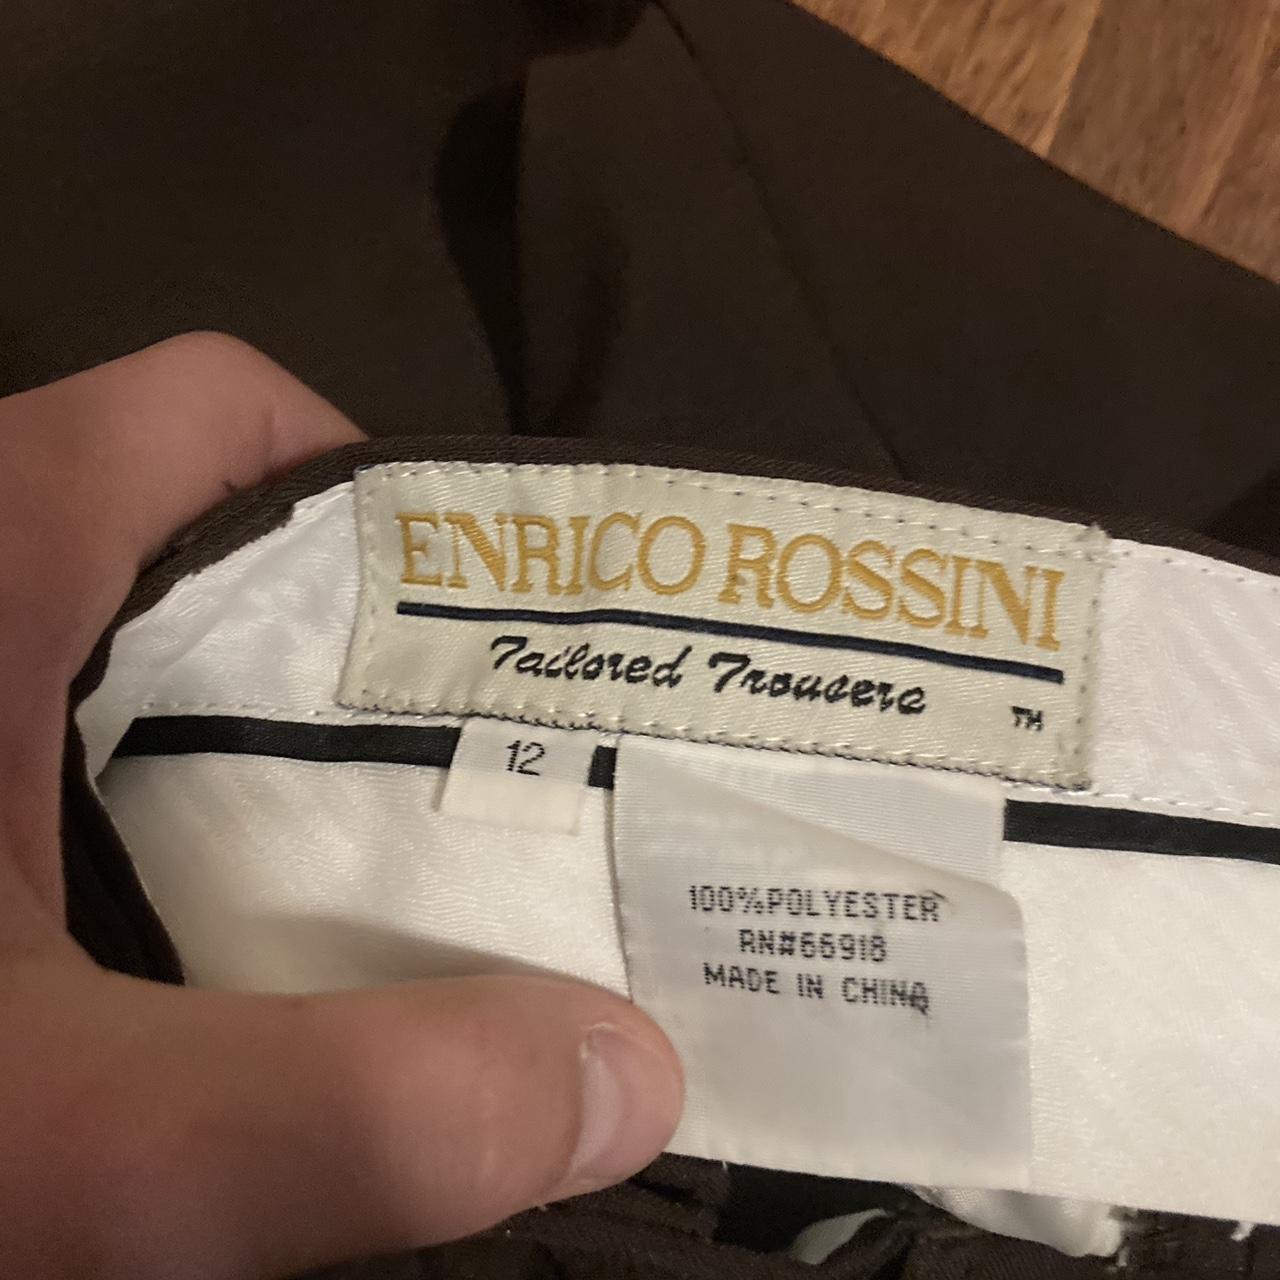 ENRICO ROSSINI
Tailored Trousers
TM
12
100%POLYESTER
RN#66918
MADE IN CHINA